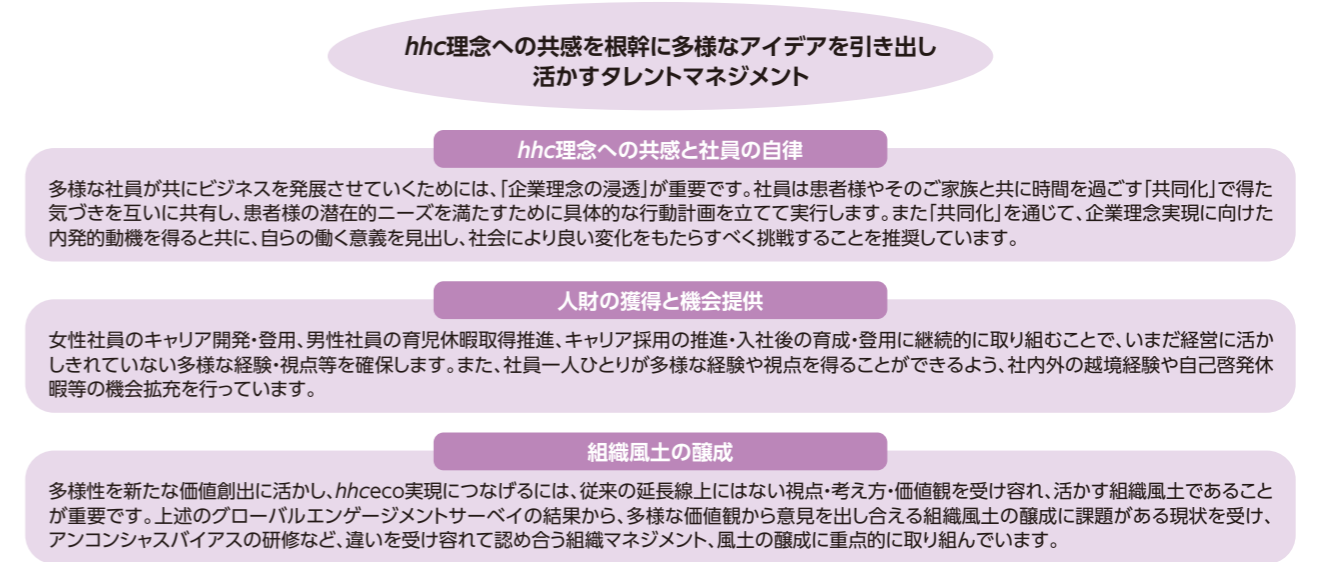 hhc理念への共感を根幹に多様なアイデアを引き出し
活かすタレントマネジメント
hhc理念への共感と社員の自律
多様な社員が共にビジネスを発展させていくためには、「企業理念の浸透」が重要です。社員は患者様やそのご家族と共に時間を過ごす「共同化」で得た
気づきを互いに共有し、患者様の潜在的ニーズを満たすために具体的な行動計画を立てて実行します。また「共同化」を通じて、企業理念実現に向けた
内発的動機を得ると共に、自らの働く意義を見出し、社会により良い変化をもたらすべく挑戦することを推奨しています。
人財の獲得と機会提供
女性社員のキャリア開発・登用、男性社員の育児休暇取得推進、キャリア採用の推進・入社後の育成・登用に継続的に取り組むことで、いまだ経営に活か
しきれていない多様な経験・視点等を確保します。また、社員一人ひとりが多様な経験や視点を得ることができるよう、社内外の越境経験や自己啓発休
暇等の機会拡充を行っています。
組織風土の醸成
多様性を新たな価値創出に活かし、hhceco実現につなげるには、従来の延長線上にはない視点・考え方・価値観を受け容れ、活かす組織風土であること
が重要です。上述のグローバルエンゲージメントサーベイの結果から、多様な価値観から意見を出し合える組織風土の醸成に課題がある現状を受け、
アンコンシャスバイアスの研修など、違いを受け容れて認め合う組織マネジメント、風土の醸成に重点的に取り組んでいます。